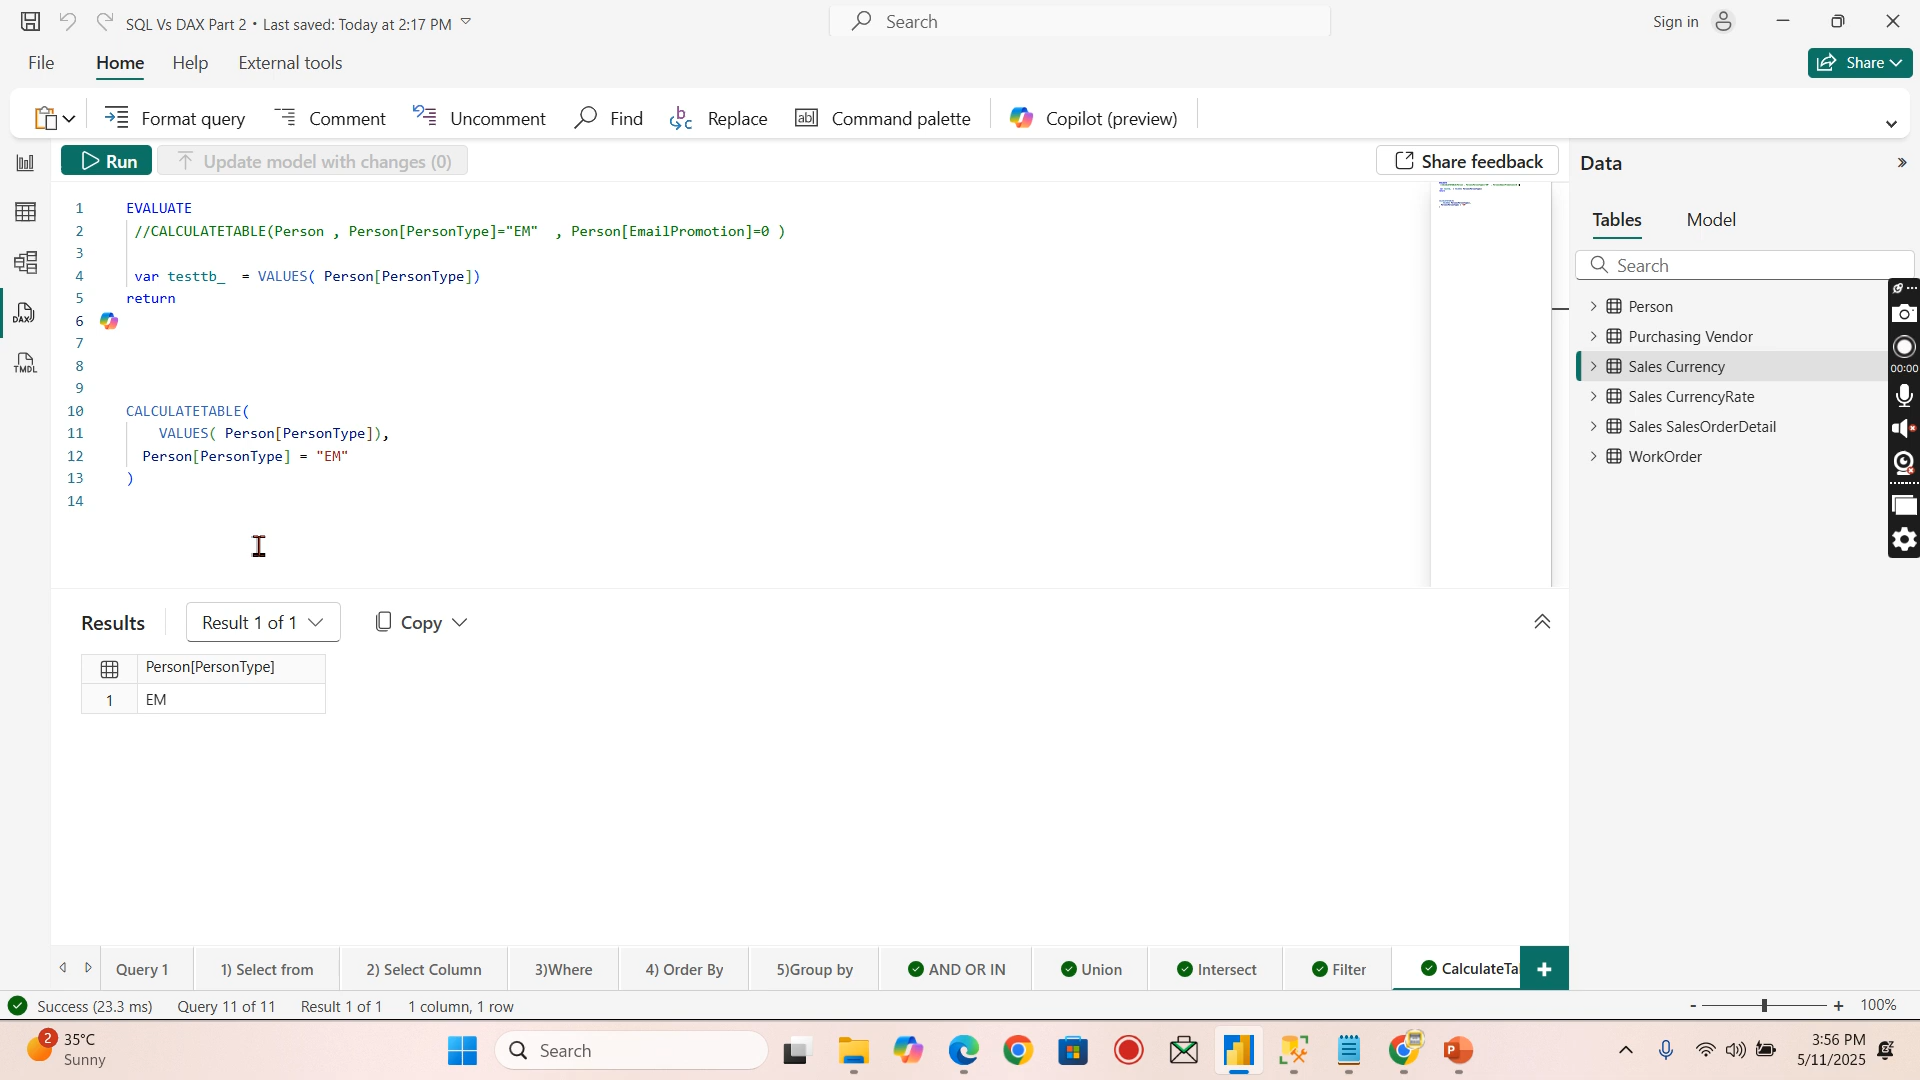 SQL Vs DAX Part 2 • Last saved: Today at 2:17 PM
Search
Sign in
File
Home
Help
External tools
Share
Format query
Comment
Uncomment
Find
Replace
Command palette
Copilot (preview)
Run
Update model with changes (0)
Share feedback
Data
Tables
Model
Search
Person
Purchasing Vendor
Sales Currency
Sales CurrencyRate
Sales SalesOrderDetail
WorkOrder
00:00
DAX
TMDL
1 EVALUATE
2 //CALCULATETABLE(Person , Person[PersonType]="EM" , Person[EmailPromotion]=0 )
3
4 var testtb_ = VALUES( Person[PersonType])
5 return
6
7
8
9
10 CALCULATETABLE(
11 VALUES( Person[PersonType]),
12 Person[PersonType] = "EM"
13 )
14
Results
Result 1 of 1
Copy
Person[PersonType]
1 EM
Query 1
1) Select from
2) Select Column
3)Where
4) Order By
5)Group by
AND OR IN
Union
Intersect
Filter
CalculateTa
Success (23.3 ms)
Query 11 of 11
Result 1 of 1
1 column, 1 row
- + 100%
2
35°C
Sunny
Search
3:56 PM
5/11/2025